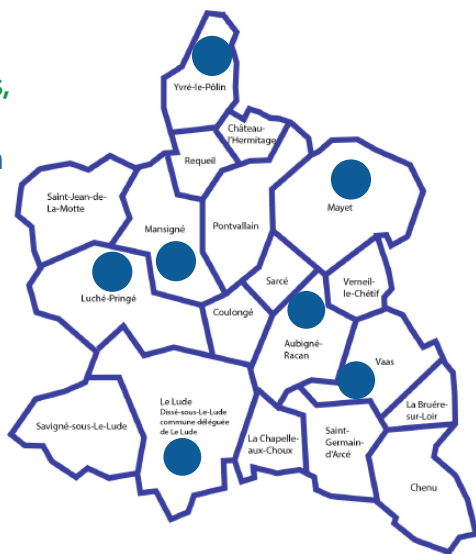 s,
Yvré-le-Pôlin
Château-
l'Hermitage
Requeil
Saint-Jean-de-
La-Motte
Mansigné
Pontvallain
Mayet
Luché-Pringé
Sarcé
Verneil-
le-Chétif
Coulongé
Aubigné-
Racan
Vaas
Savigné-sous-Le-Lude
Le Lude
Dissé-sous-Le-Lude
commune déléguée
de Le Lude
La Chapelle-
aux-Choux
Saint-
Germain-
d'Arcé
La Bruére-
sur-Loir
Chenu